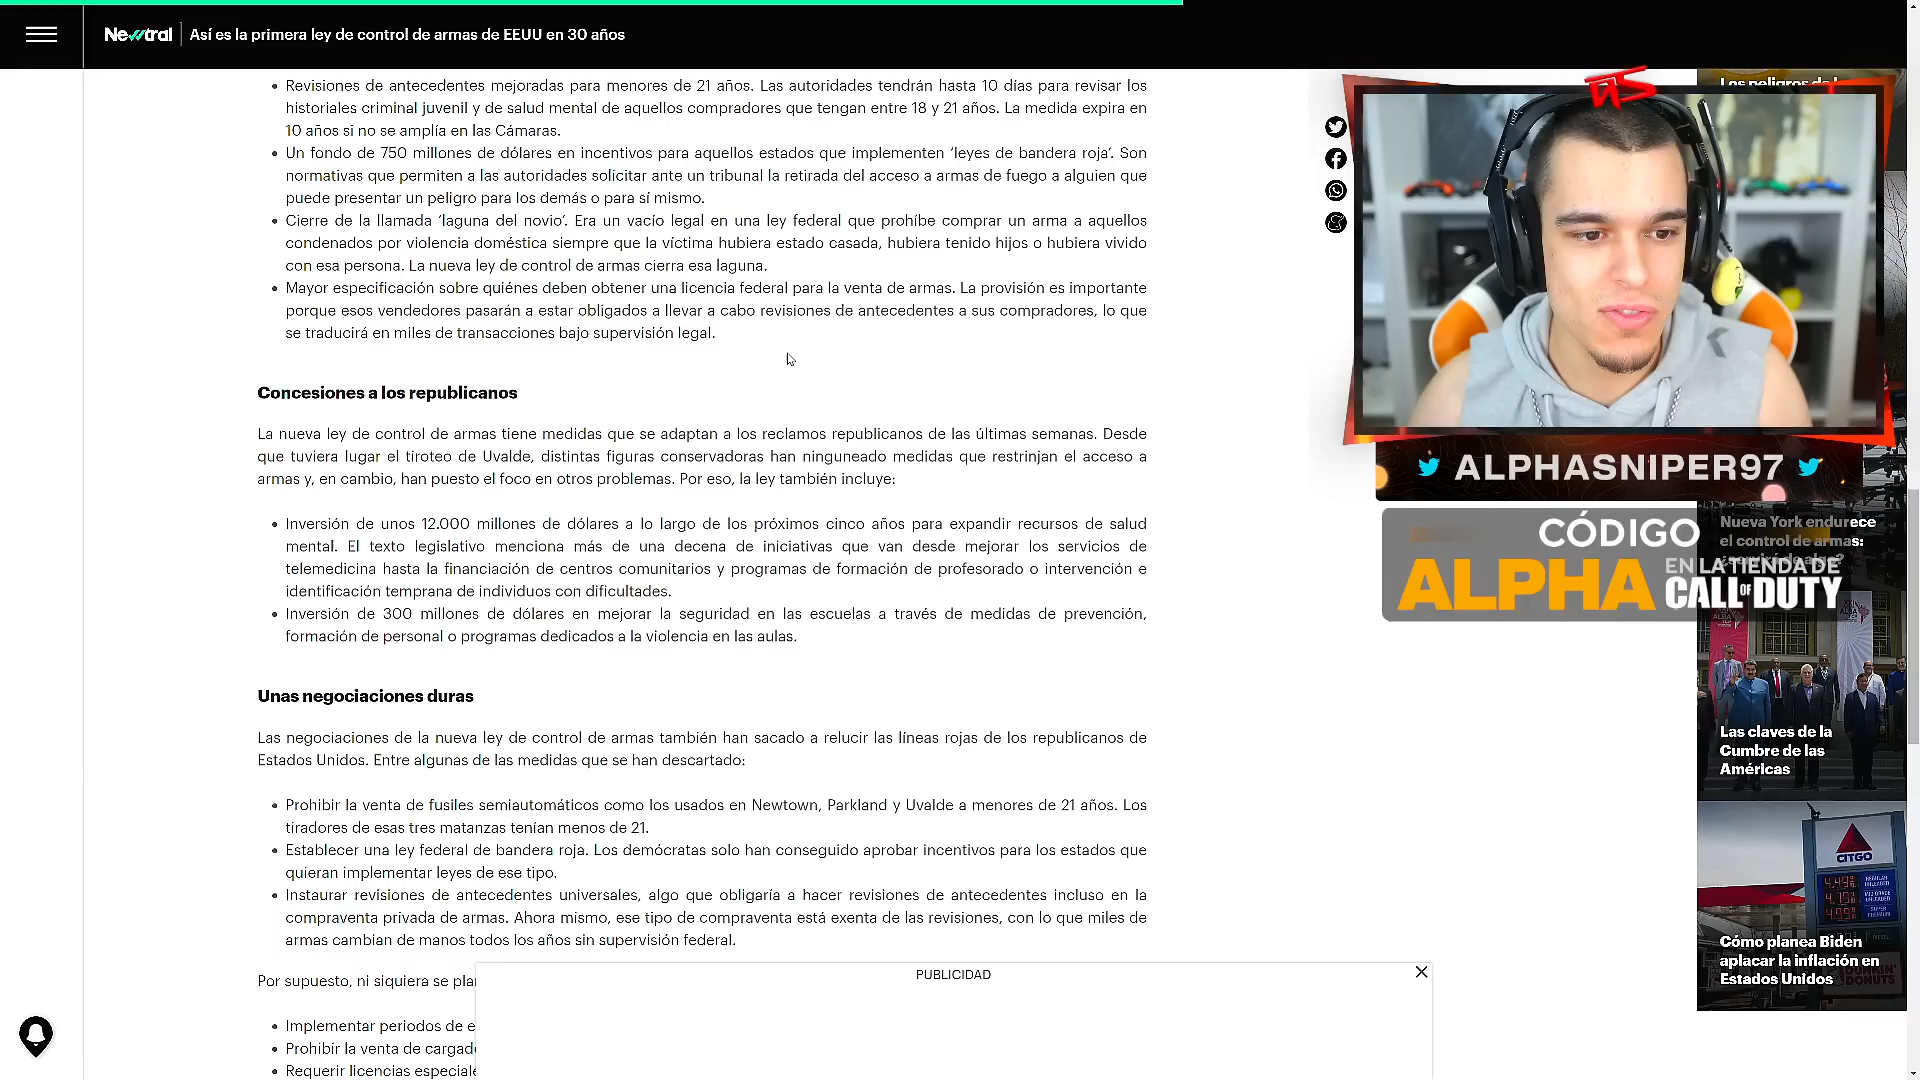 Newtral
Así es la primera ley de control de armas de EEUU en 30 años
Revisiones de antecedentes mejoradas para menores de 21 años. Las autoridades tendrán hasta 10 días para revisar los
historiales criminal juvenil y de salud mental de aquellos compradores que tengan entre 18 y 21 años. La medida expira en
10 años si no se amplía en las Cámaras.
Un fondo de 750 millones de dólares en incentivos para aquellos estados que implementen ‘leyes de bandera roja’. Son
normativas que permiten a las autoridades solicitar ante un tribunal la retirada del acceso a armas de fuego a alguien que
puede presentar un peligro para los demás o para sí mismo.
Cierre de la llamada ‘laguna del novio’. Era un vacío legal en una ley federal que prohíbe comprar un arma a aquellos
condenados por violencia doméstica siempre que la víctima hubiera estado casada, hubiera tenido hijos o hubiera vivido
con esa persona. La nueva ley de control de armas cierra esa laguna.
Mayor especificación sobre quiénes deben obtener una licencia federal para la venta de armas. La provisión es importante
porque esos vendedores pasarán a estar obligados a llevar a cabo revisiones de antecedentes a sus compradores, lo que
se traducirá en miles de transacciones bajo supervisión legal.
Concesiones a los republicanos
La nueva ley de control de armas tiene medidas que se adaptan a los reclamos republicanos de las últimas semanas. Desde
que tuviera lugar el tiroteo de Uvalde, distintas figuras conservadoras han ninguneado medidas que restrinjan el acceso a
armas y, en cambio, han puesto el foco en otros problemas. Por eso, la ley también incluye:
Inversión de unos 12.000 millones de dólares a lo largo de los próximos cinco años para expandir recursos de salud
mental. El texto legislativo menciona más de una decena de iniciativas que van desde mejorar los servicios de
telemedicina hasta la financiación de centros comunitarios y programas de formación de profesorado o intervención e
identificación temprana de individuos con dificultades.
Inversión de 300 millones de dólares en mejorar la seguridad en las escuelas a través de medidas de prevención,
formación de personal o programas dedicados a la violencia en las aulas.
Unas negociaciones duras
Las negociaciones de la nueva ley de control de armas también han sacado a relucir las líneas rojas de los republicanos de
Estados Unidos. Entre algunas de las medidas que se han descartado:
Prohibir la venta de fusiles semiautomáticos como los usados en Newtown, Parkland y Uvalde a menores de 21 años. Los
tiradores de esas tres matanzas tenían menos de 21.
Establecer una ley federal de bandera roja. Los demócratas solo han conseguido aprobar incentivos para los estados que
quieran implementar leyes de ese tipo.
Instaurar revisiones de antecedentes universales, algo que obligaría a hacer revisiones de antecedentes incluso en la
compraventa privada de armas. Ahora mismo, ese tipo de compraventa está exenta de las revisiones, con lo que miles de
armas cambian de manos todos los años sin supervisión federal.
Por supuesto, ni siquiera se pla
Implementar periodos de e
Prohibir la venta de cargad
Requerir licencias especial
PUBLICIDAD
Los peligros de l
ALPHASNIPER97
CÓDIGO
ALPHA EN LA TIENDA DE
CALL OF DUTY
Nueva York endurece
el control de armas:
Las claves de la
Cumbre de las
Américas
CITGO
Cómo planea Biden
aplacar la inflación en
Estados Unidos